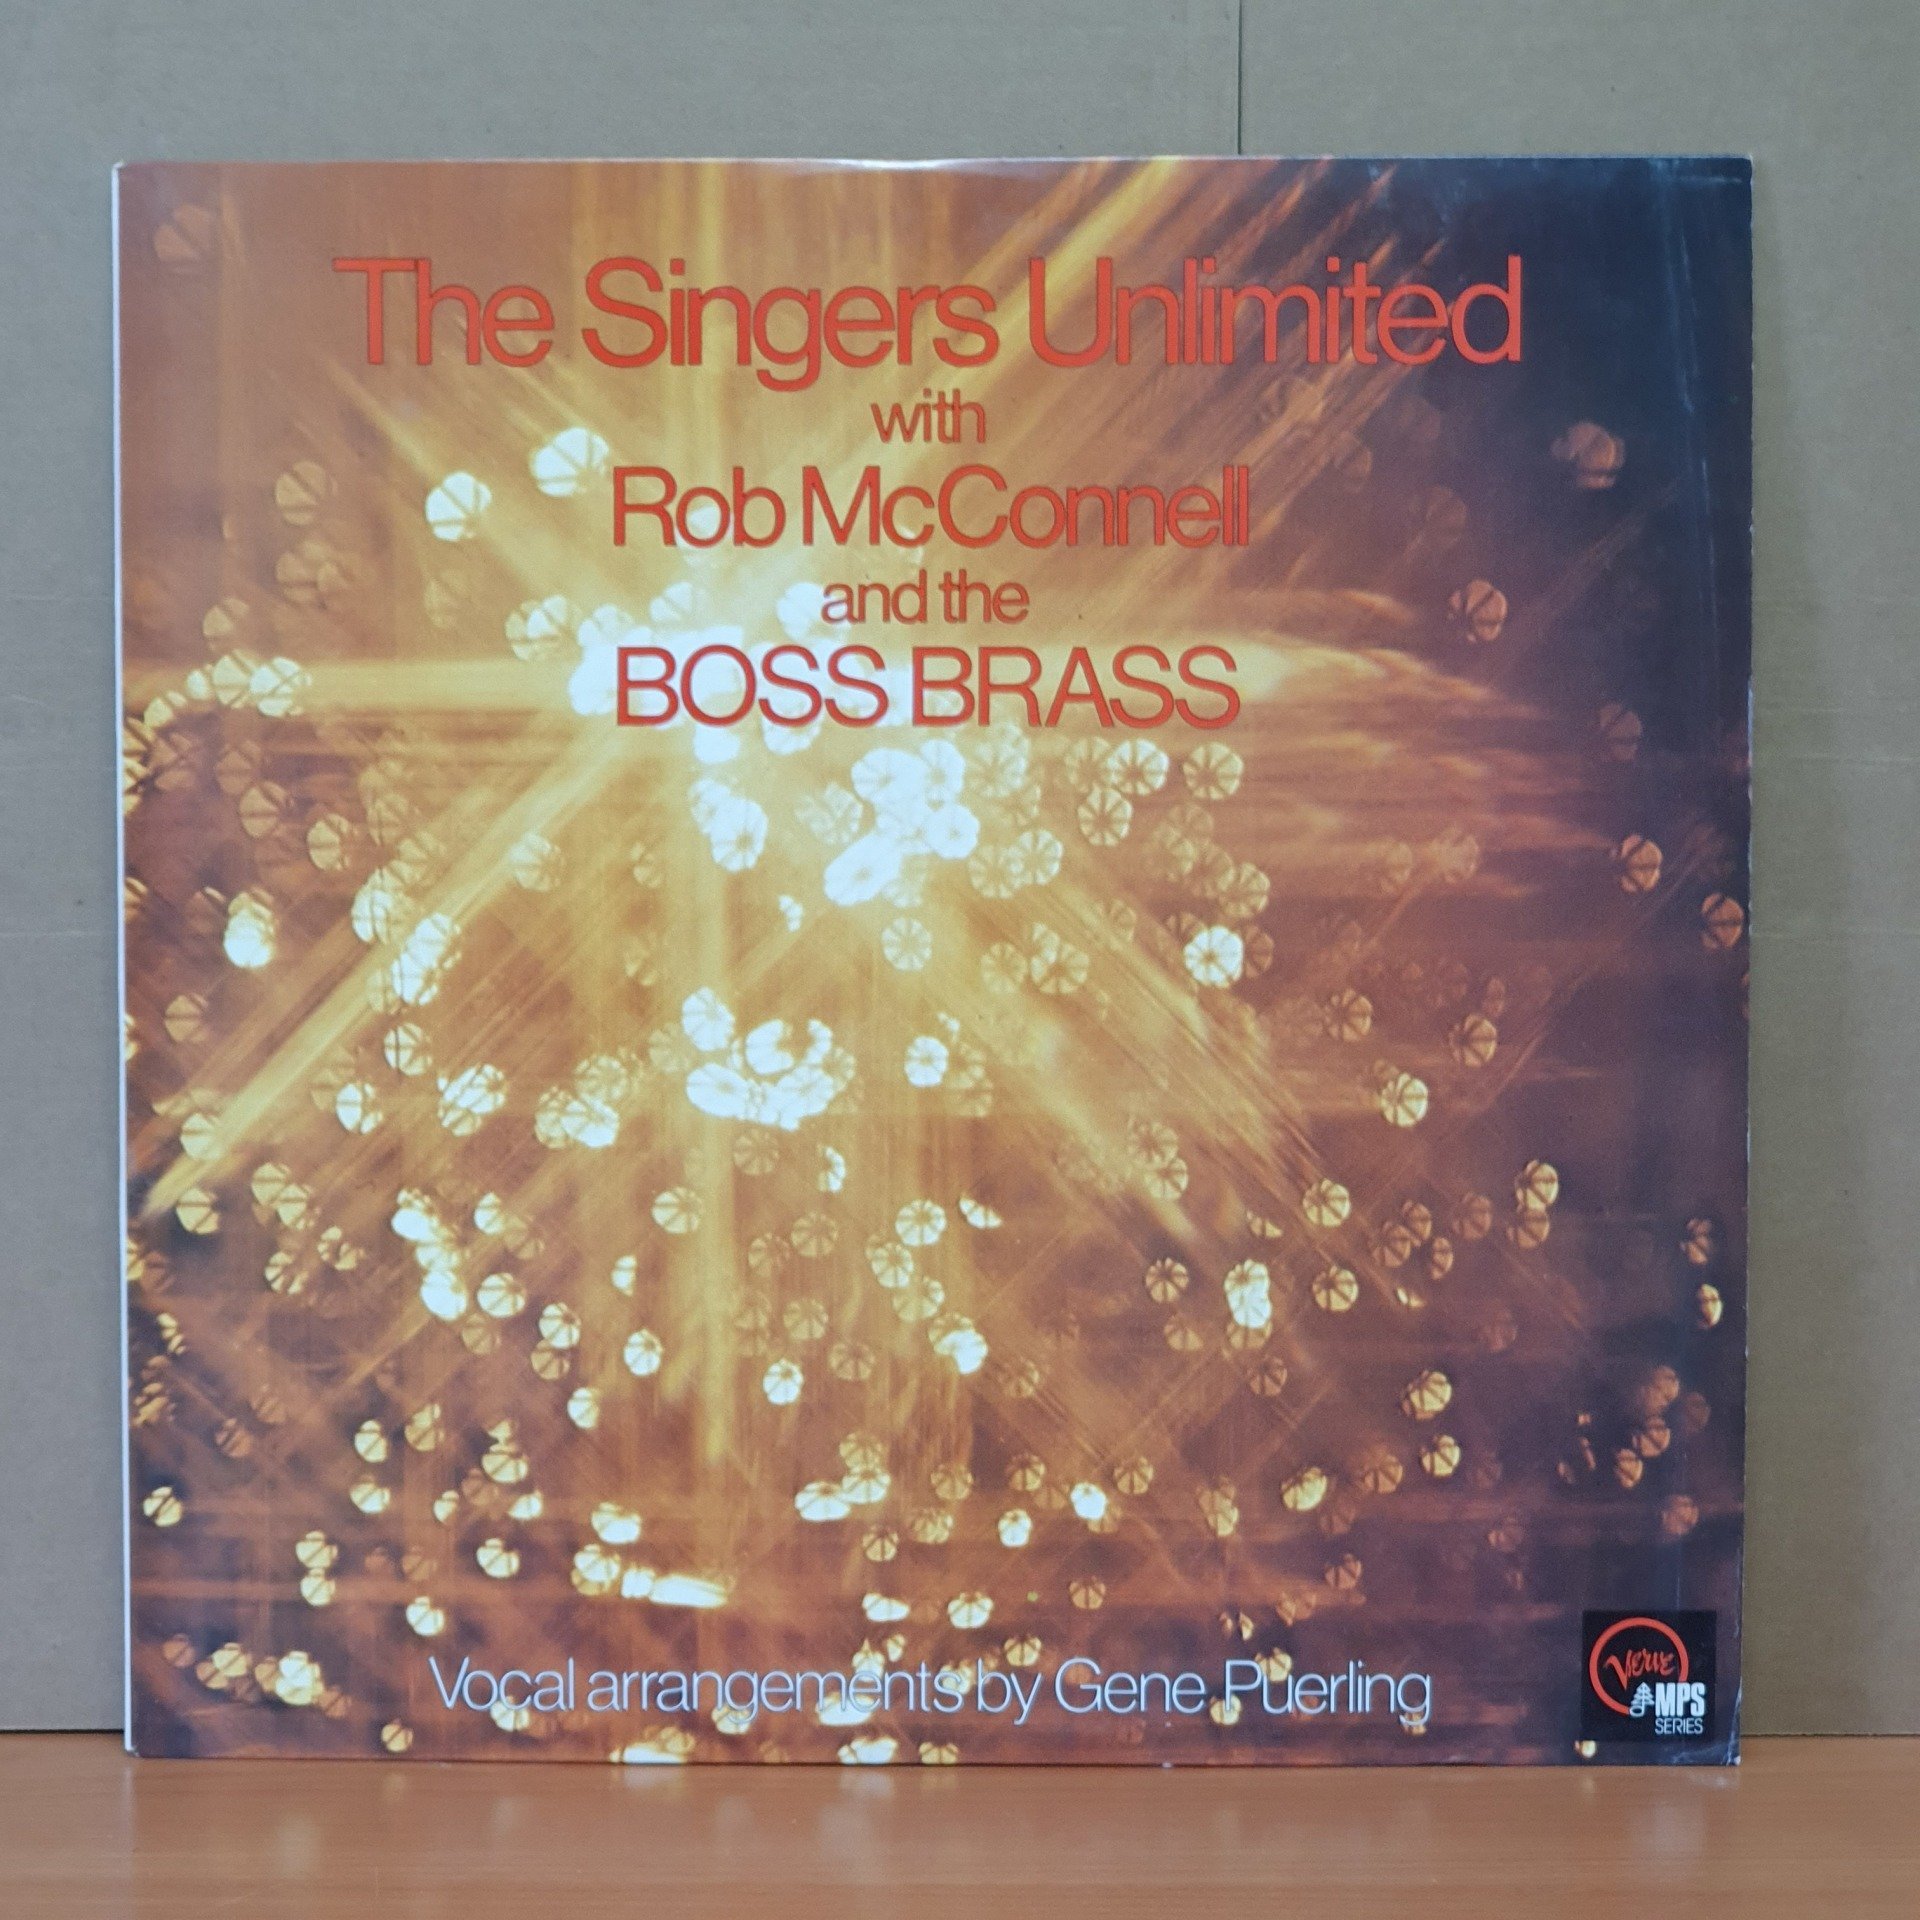 The Singers Unlimited
with
Rob McConnell
and the
BOSS BRASS
Vocal arrangements by Gene Puerling
Verve
MPS
SERIES